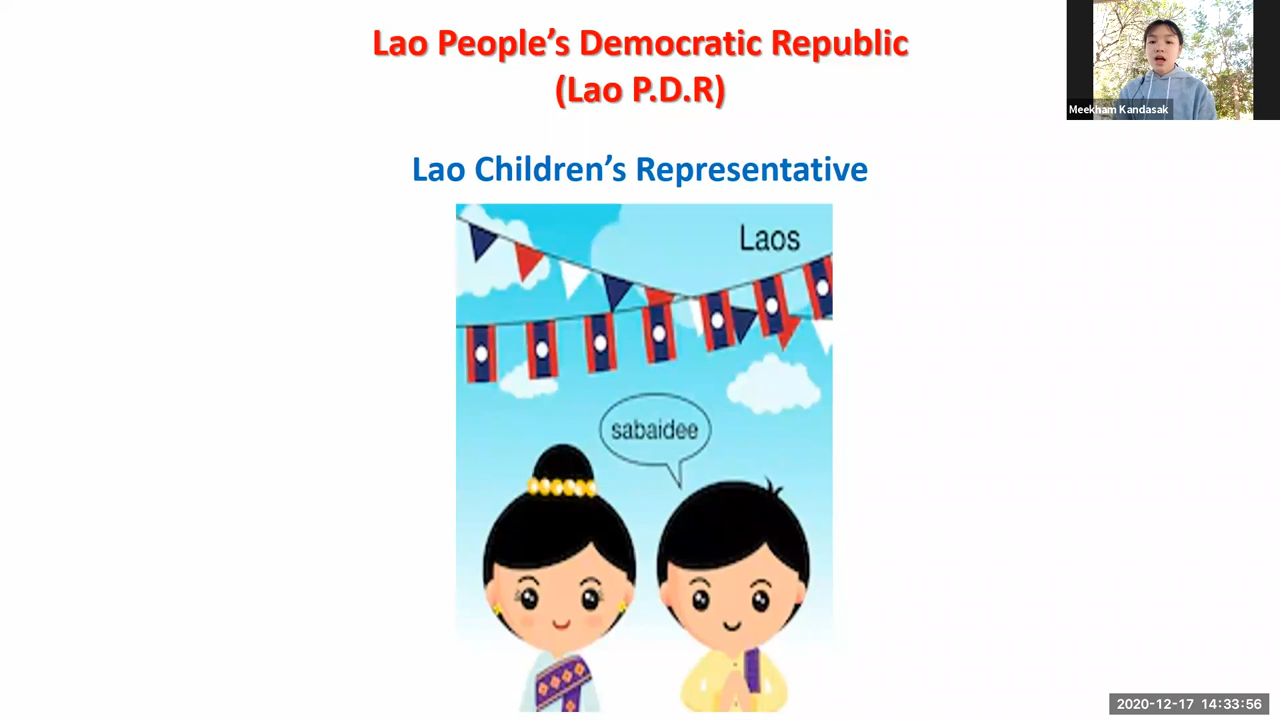 Lao People’s Democratic Republic
(Lao P.D.R)
Meekham Kandasak
Lao Children’s Representative
Laos
sabaidee
2020-12-17 14:33:56